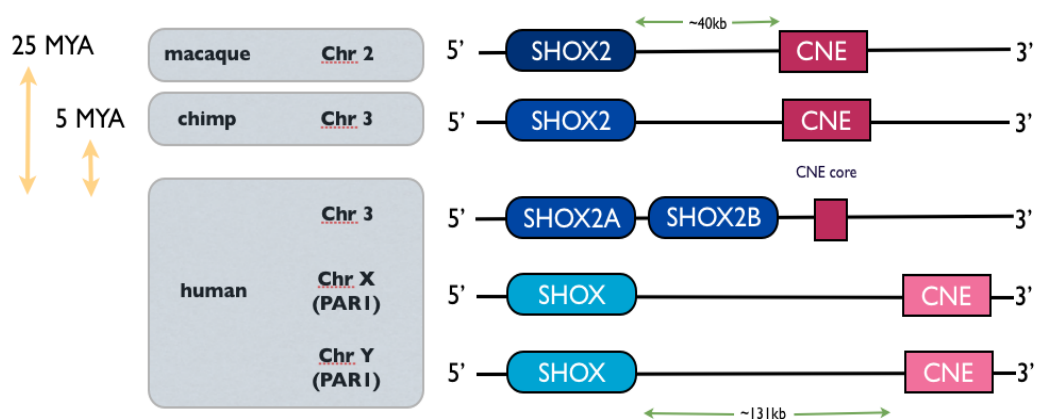 ~40kb
25 MYA macaque Chr 2 5' SHOX2 CNE 3'
5 MYA chimp Chr 3 5' SHOX2 CNE 3'
CNE core
Chr 3 5' SHOX2A SHOX2B 3'
human Chr X (PAR1) 5' SHOX CNE 3'
Chr Y (PAR1) 5' SHOX CNE 3'
~131kb